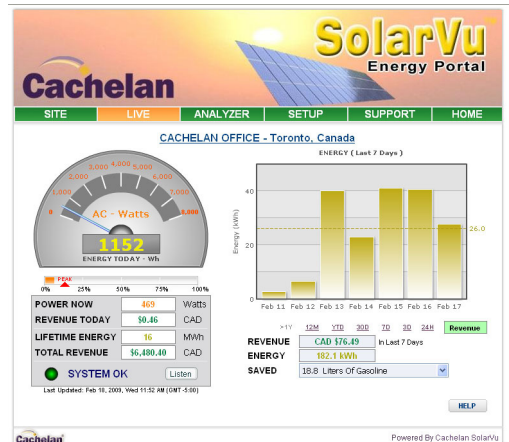 SolarVu
Energy Portal
Cachelan
SITE LIVE ANALYZER SETUP SUPPORT HOME
CACHELAN OFFICE - Toronto, Canada
0 1,000 2,000 3,000 4,000 5,000 6,000 7,000 8,000
AC - Watts
1152
ENERGY TODAY - Wh
PEAK
0% 25% 50% 75% 100%
POWER NOW 469 Watts
REVENUE TODAY $0.46 CAD
LIFETIME ENERGY 16 MWh
TOTAL REVENUE $6,480.40 CAD
SYSTEM OK Listen
Last Updated: Feb 18, 2009, Wed 11:52 AM (GMT -5:00)
ENERGY ( Last 7 Days )
Energy (kWh)
40
26.0
20
0
Feb 11 Feb 12 Feb 13 Feb 14 Feb 15 Feb 16 Feb 17
>1Y 12M YTD 30D 7D 3D 24H Revenue
REVENUE CAD $76.49 In Last 7 Days
ENERGY 182.1 kWh
SAVED 18.8 Liters Of Gasoline
HELP
Cachelan
Powered By Cachelan SolarVu